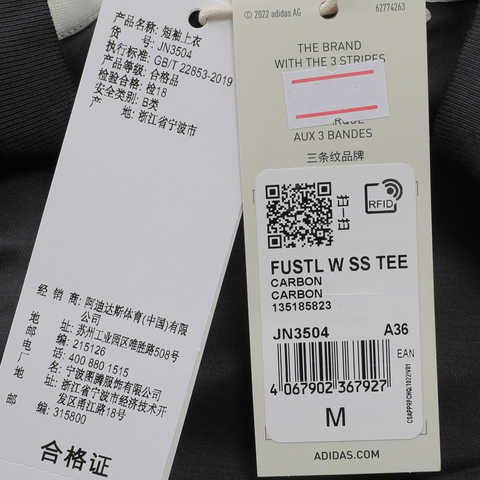 产品名称: 短袖上衣
货 号: JN3504
执行标准: GB/T 22853-2019
产品等级: 合格品
检验合格: 检18
安全类别: B类
产 地: 浙江省宁波市
经 销 商: 阿迪达斯体育(中国)有限
公司
地 址: 苏州工业园区唯胜路508号
邮 编: 215126
电 话: 400 880 1515
厂 名: 宁波图腾服饰有限公司
地 址: 浙江省宁波市经济技术开
发区甬江路18号
邮 编: 315800
合格证
© 2022 adidas AG
62774263
THE BRAND
WITH THE 3 STRIPES
AUX 3 BANDES
三条纹品牌
RFID
FUSTL W SS TEE
CARBON
CARBON
135185823
JN3504
A36
EAN
4 067902 367927
M
ADIDAS.COM